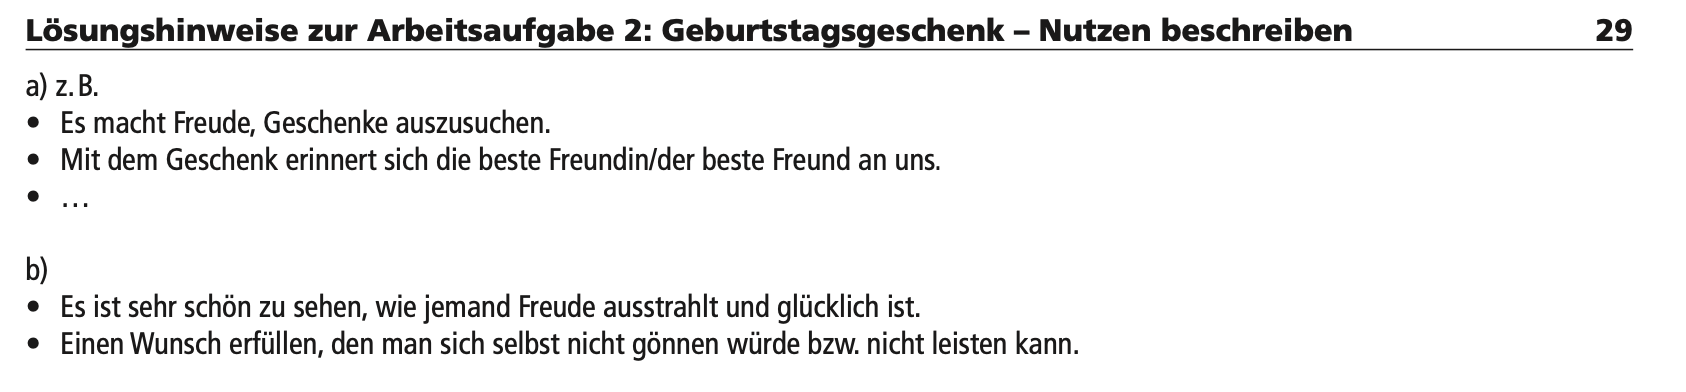 Lösungshinweise zur Arbeitsaufgabe 2: Geburtstagsgeschenk – Nutzen beschreiben 29
a) z. B.
• Es macht Freude, Geschenke auszusuchen.
• Mit dem Geschenk erinnert sich die beste Freundin/der beste Freund an uns.
• …
b)
• Es ist sehr schön zu sehen, wie jemand Freude ausstrahlt und glücklich ist.
• Einen Wunsch erfüllen, den man sich selbst nicht gönnen würde bzw. nicht leisten kann.